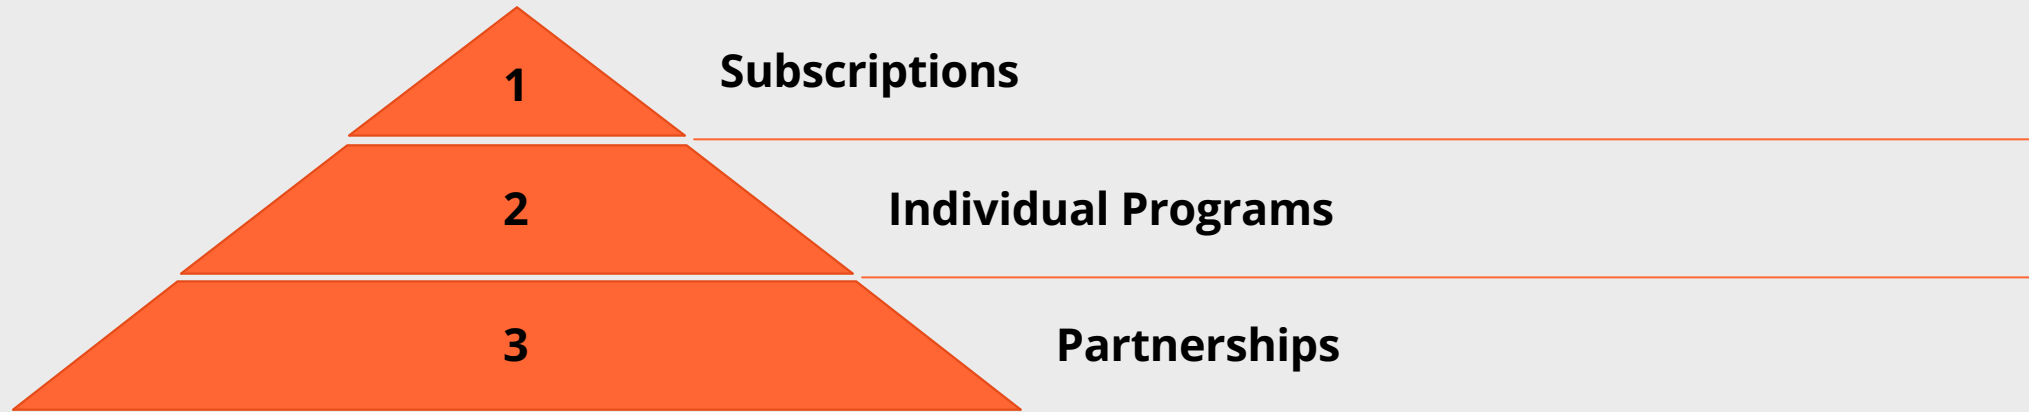 1
Subscriptions
2
Individual Programs
3
Partnerships